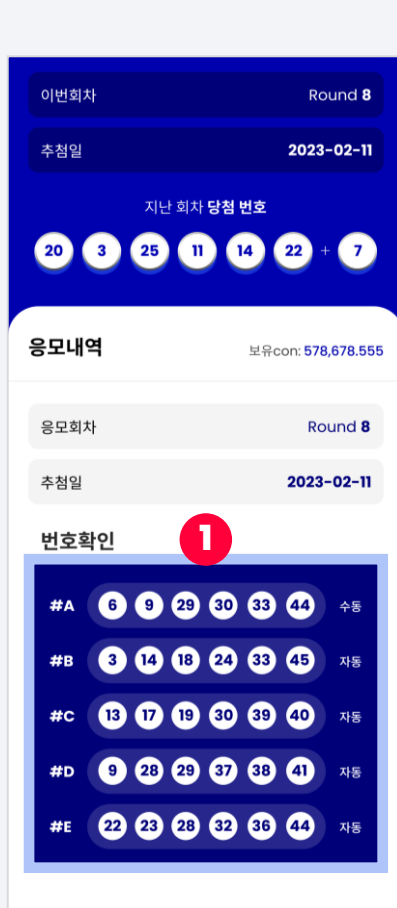 이번회차 Round 8
추첨일 2023-02-11
지난 회차 당첨 번호
20 3 25 11 14 22 + 7
응모내역 보유con: 578,678.555
응모회차 Round 8
추첨일 2023-02-11
번호확인 1
#A 6 9 29 30 33 44 수동
#B 3 14 18 24 33 45 자동
#C 13 17 19 30 39 40 자동
#D 9 28 29 37 38 41 자동
#E 22 23 28 32 36 44 자동